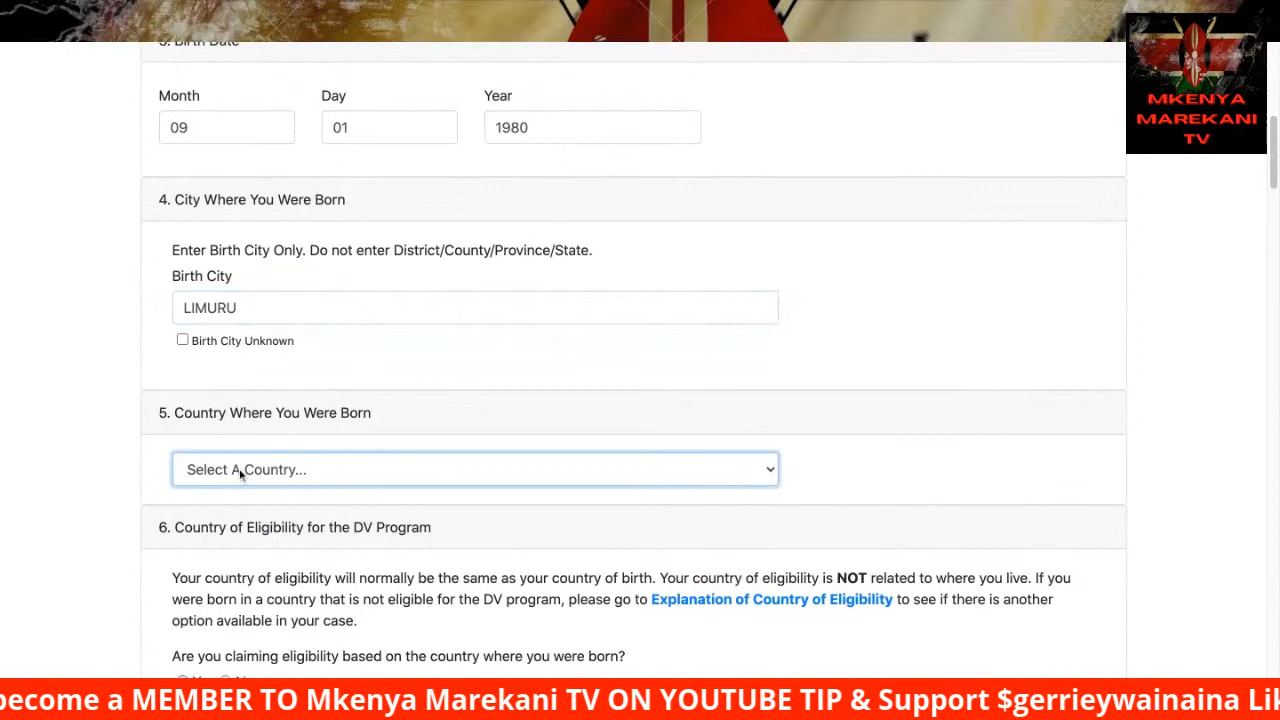 3. Birth Date
MKENYA
MAREKANI
TV
Month Day Year
09 01 1980
4. City Where You Were Born
Enter Birth City Only. Do not enter District/County/Province/State.
Birth City
LIMURU
Birth City Unknown
5. Country Where You Were Born
Select A Country...
6. Country of Eligibility for the DV Program
Your country of eligibility will normally be the same as your country of birth. Your country of eligibility is NOT related to where you live. If you
were born in a country that is not eligible for the DV program, please go to Explanation of Country of Eligibility to see if there is another
option available in your case.
Are you claiming eligibility based on the country where you were born?
become a MEMBER TO Mkenya Marekani TV ON YOUTUBE TIP & Support $gerrieywainaina Li